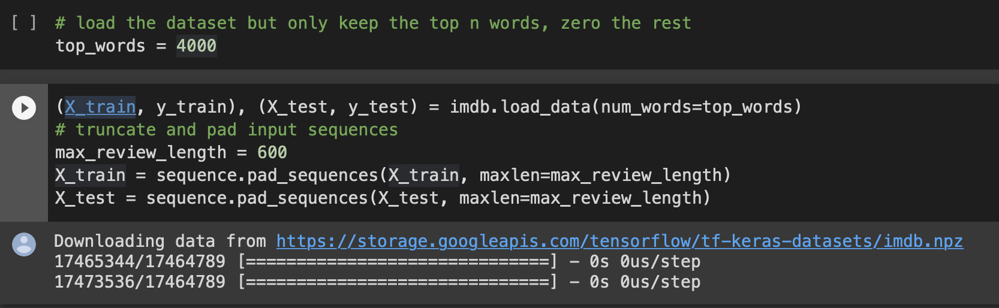 [ ] # load the dataset but only keep the top n words, zero the rest
top_words = 4000
(X_train, y_train), (X_test, y_test) = imdb.load_data(num_words=top_words)
# truncate and pad input sequences
max_review_length = 600
X_train = sequence.pad_sequences(X_train, maxlen=max_review_length)
X_test = sequence.pad_sequences(X_test, maxlen=max_review_length)
Downloading data from https://storage.googleapis.com/tensorflow/tf-keras-datasets/imdb.npz
17465344/17464789 [==============================] - 0s 0us/step
17473536/17464789 [==============================] - 0s 0us/step